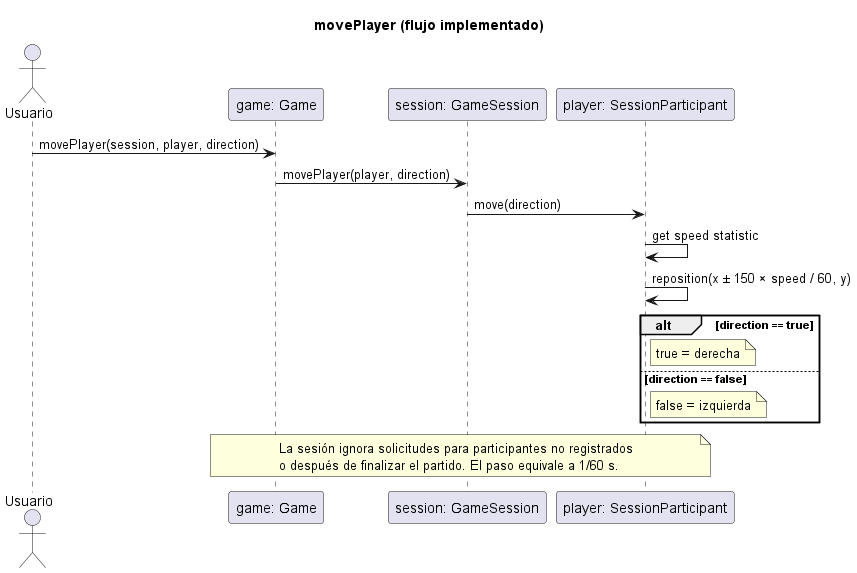 movePlayer (flujo implementado)
Usuario
game: Game
session: GameSession
player: SessionParticipant
movePlayer(session, player, direction)
movePlayer(player, direction)
move(direction)
get speed statistic
reposition(x ± 150 × speed / 60, y)
alt [direction == true]
true = derecha
[direction == false]
false = izquierda
La sesión ignora solicitudes para participantes no registrados
o después de finalizar el partido. El paso equivale a 1/60 s.
Usuario
game: Game
session: GameSession
player: SessionParticipant